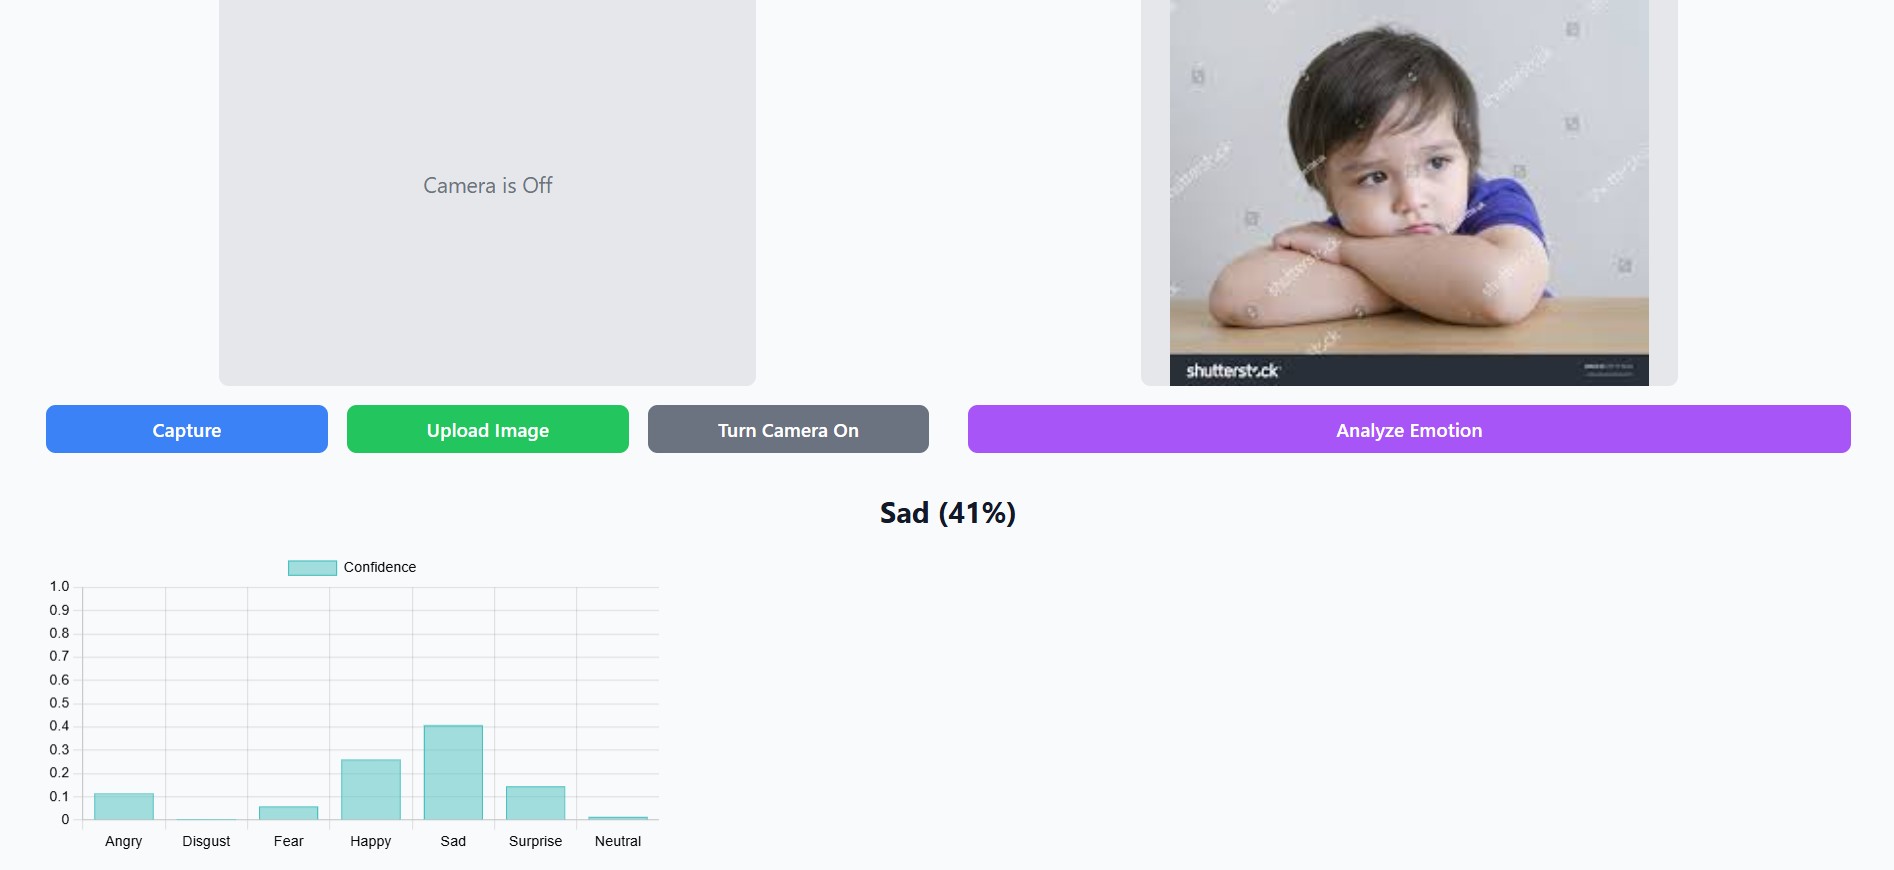 Camera is Off
shutterstock
Capture
Upload Image
Turn Camera On
Analyze Emotion
Sad (41%)
Confidence
1.0
0.9
0.8
0.7
0.6
0.5
0.4
0.3
0.2
0.1
0
Angry
Disgust
Fear
Happy
Sad
Surprise
Neutral